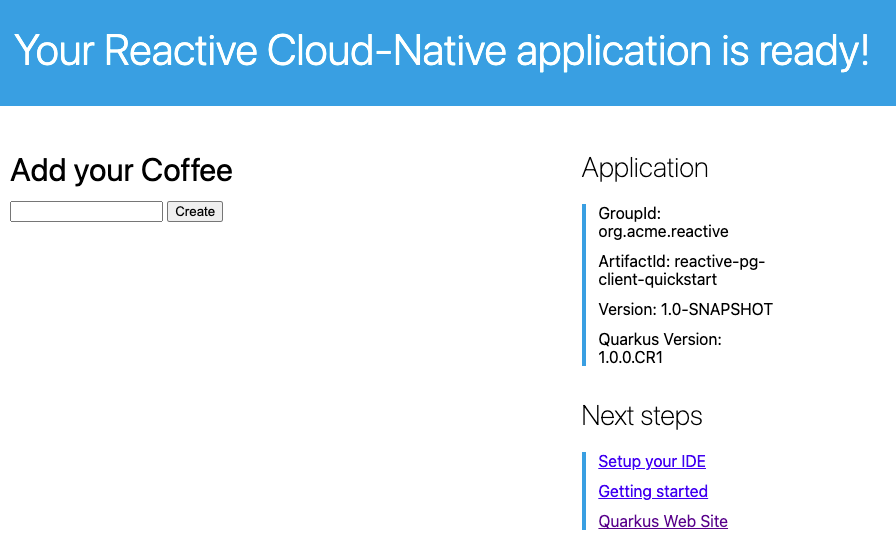 Your Reactive Cloud-Native application is ready!
Add your Coffee
Create
Application
GroupId:
org.acme.reactive
ArtifactId: reactive-pg-
client-quickstart
Version: 1.0-SNAPSHOT
Quarkus Version:
1.0.0.CR1
Next steps
Setup your IDE
Getting started
Quarkus Web Site